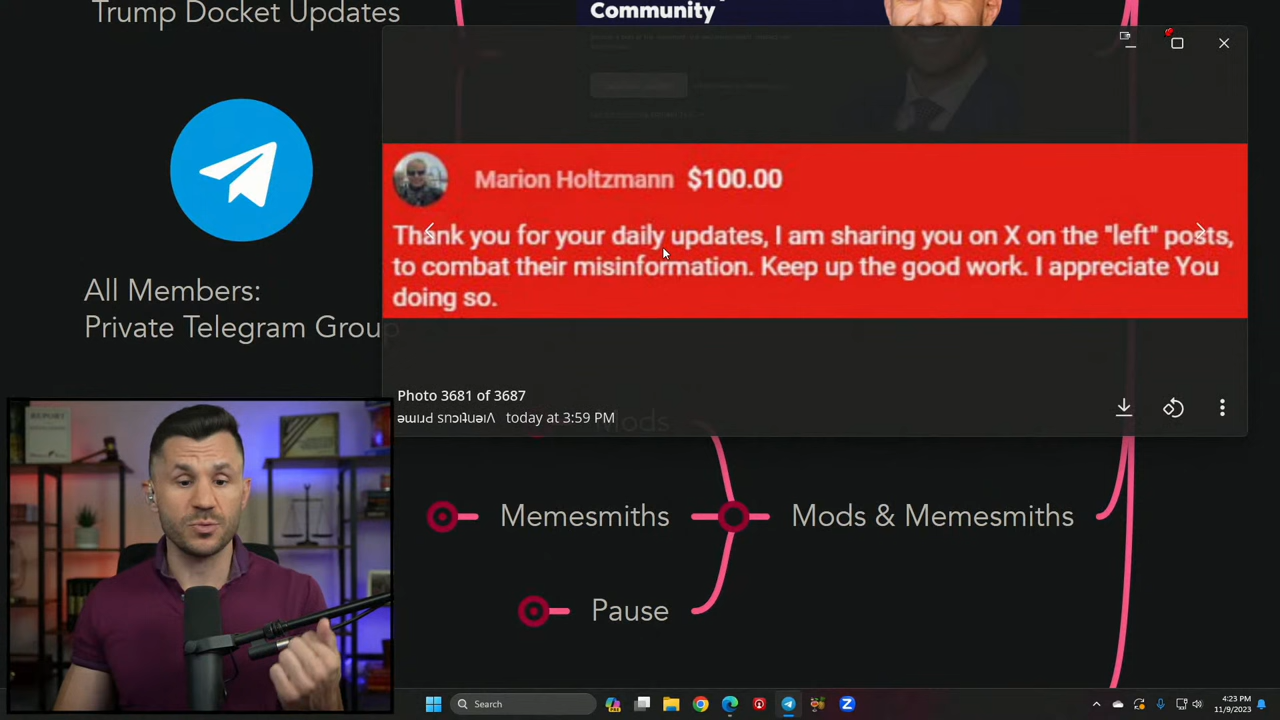 Trump Docket Updates
Community
Marion Holtzmann $100.00
Thank you for your daily updates, I am sharing you on X on the "left" posts,
to combat their misinformation. Keep up the good work. I appreciate You
doing so.
All Members:
Private Telegram Group
Photo 3681 of 3687
today at 3:59 PM
Mods
REPORT
Memesmiths
Mods & Memesmiths
Pause
Search
4:23 PM
11/9/2023